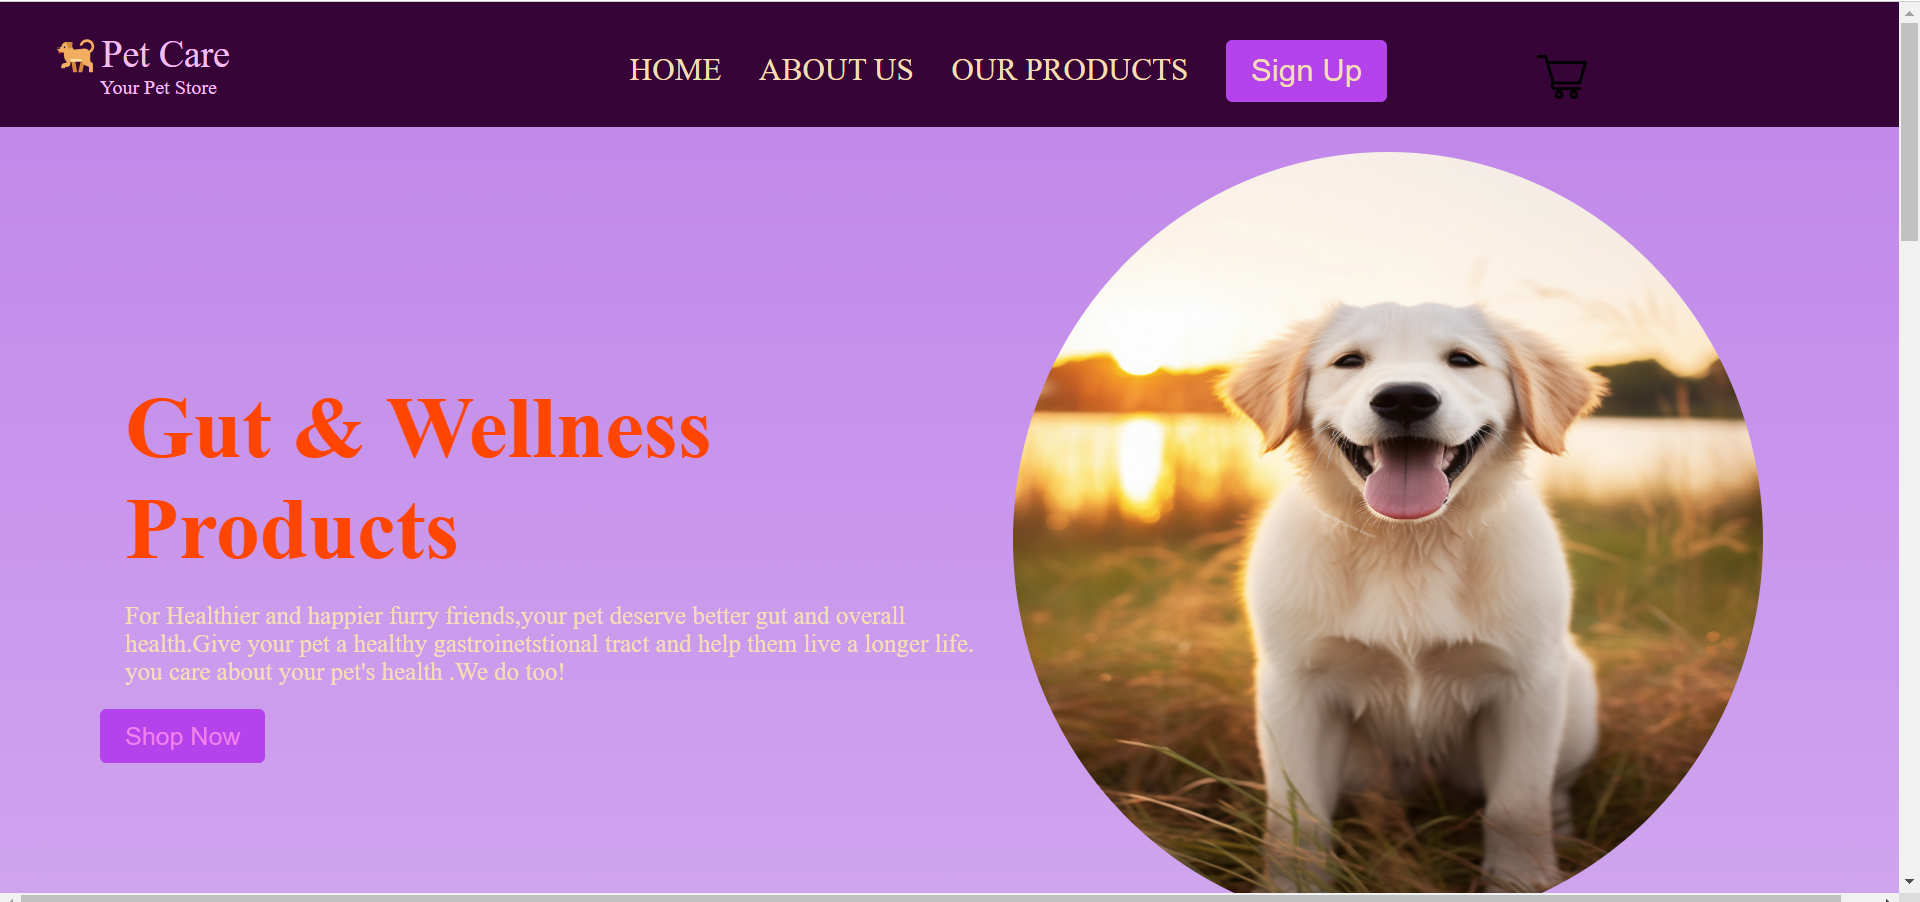 Pet Care
Your Pet Store
HOME
ABOUT US
OUR PRODUCTS
Sign Up
Gut & Wellness
Products
For Healthier and happier furry friends,your pet deserve better gut and overall
health.Give your pet a healthy gastroinetstional tract and help them live a longer life.
you care about your pet's health .We do too!
Shop Now